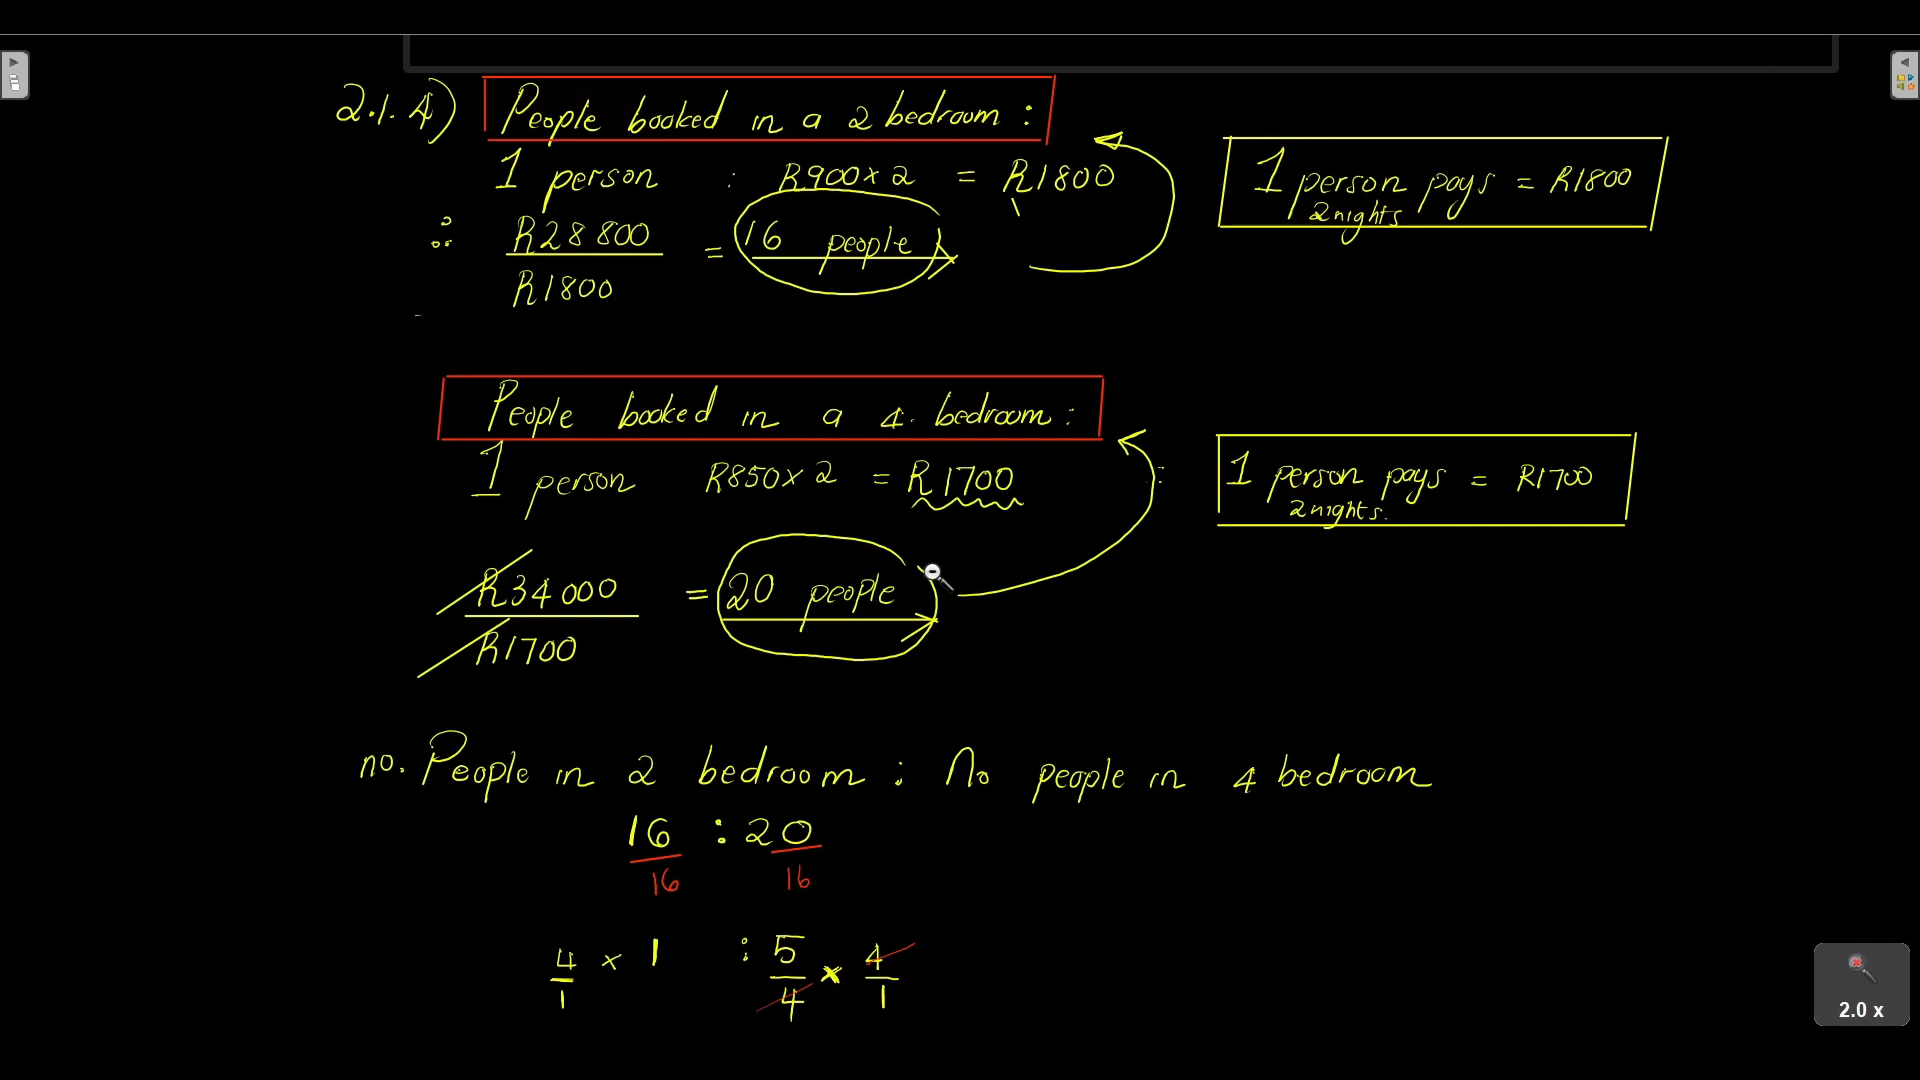 2.1.4) People booked in a 2 bedroom :
1 person : R900 x 2 = R1800
1 person pays = R1800
2 nights
∴ R28 800 / R1800 = 16 people
People booked in a 4. bedroom :
1 person R850 x 2 = R1700
1 person pays = R1700
2 nights.
R34 000 / R1700 = 20 people
no. People in 2 bedroom : No people in 4 bedroom
16 : 20
16 16
4/1 x 1 : 5/4 x 4/1
2.0 x